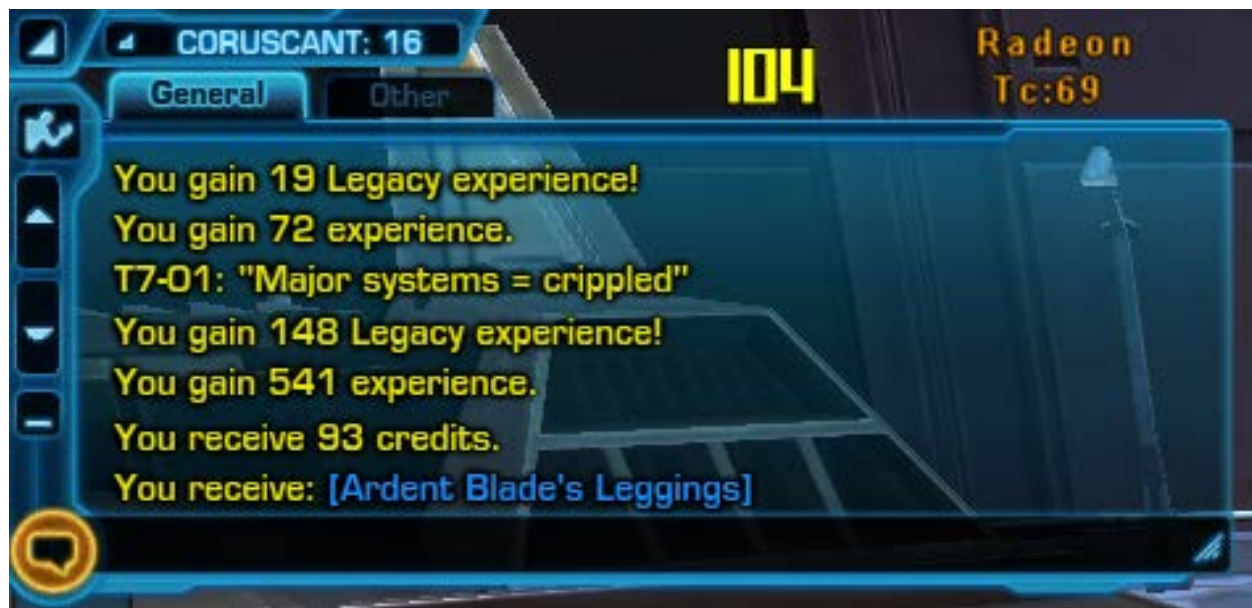 CORUSCANT: 16
104
Radeon
Tc:69
General
Other
You gain 19 Legacy experience!
You gain 72 experience.
T7-O1: "Major systems = crippled"
You gain 148 Legacy experience!
You gain 541 experience.
You receive 93 credits.
You receive: [Ardent Blade's Leggings]